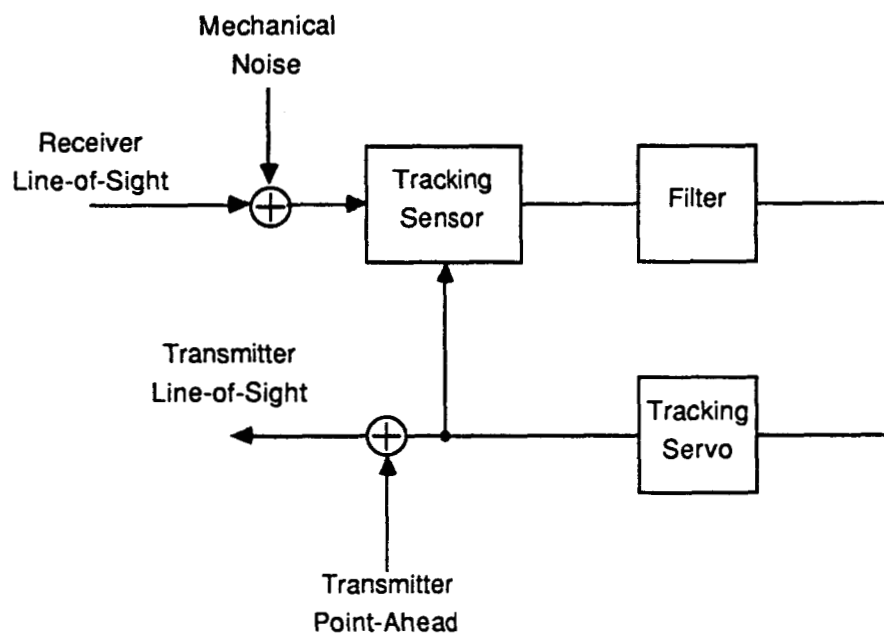 Mechanical
Noise
Receiver
Line-of-Sight
Tracking
Sensor
Filter
Transmitter
Line-of-Sight
Tracking
Servo
Transmitter
Point-Ahead